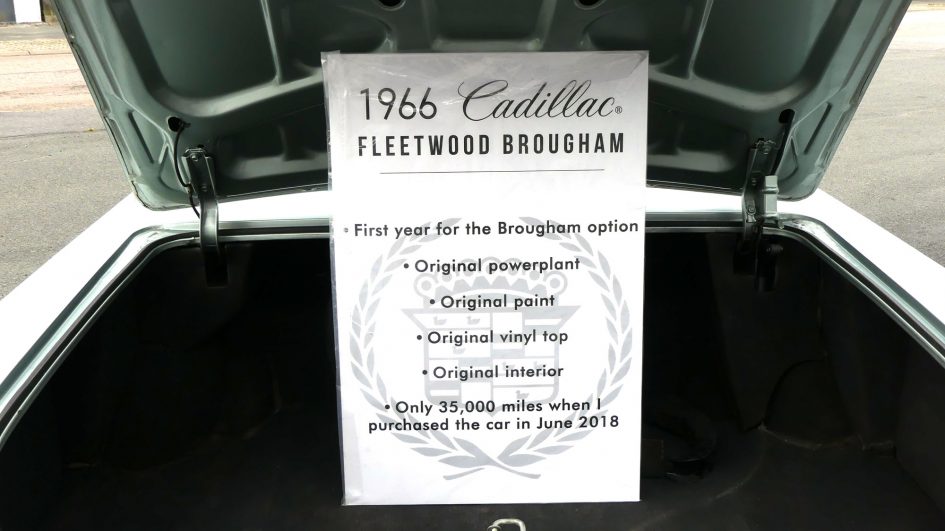 1966 Cadillac®
FLEETWOOD BROUGHAM
• First year for the Brougham option
• Original powerplant
• Original paint
• Original vinyl top
• Original interior
• Only 35,000 miles when I
purchased the car in June 2018